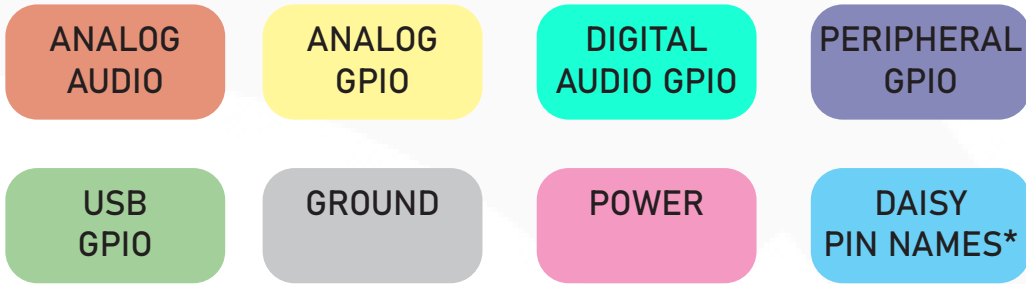 ANALOG
AUDIO
ANALOG
GPIO
DIGITAL
AUDIO GPIO
PERIPHERAL
GPIO
USB
GPIO
GROUND
POWER
DAISY
PIN NAMES*